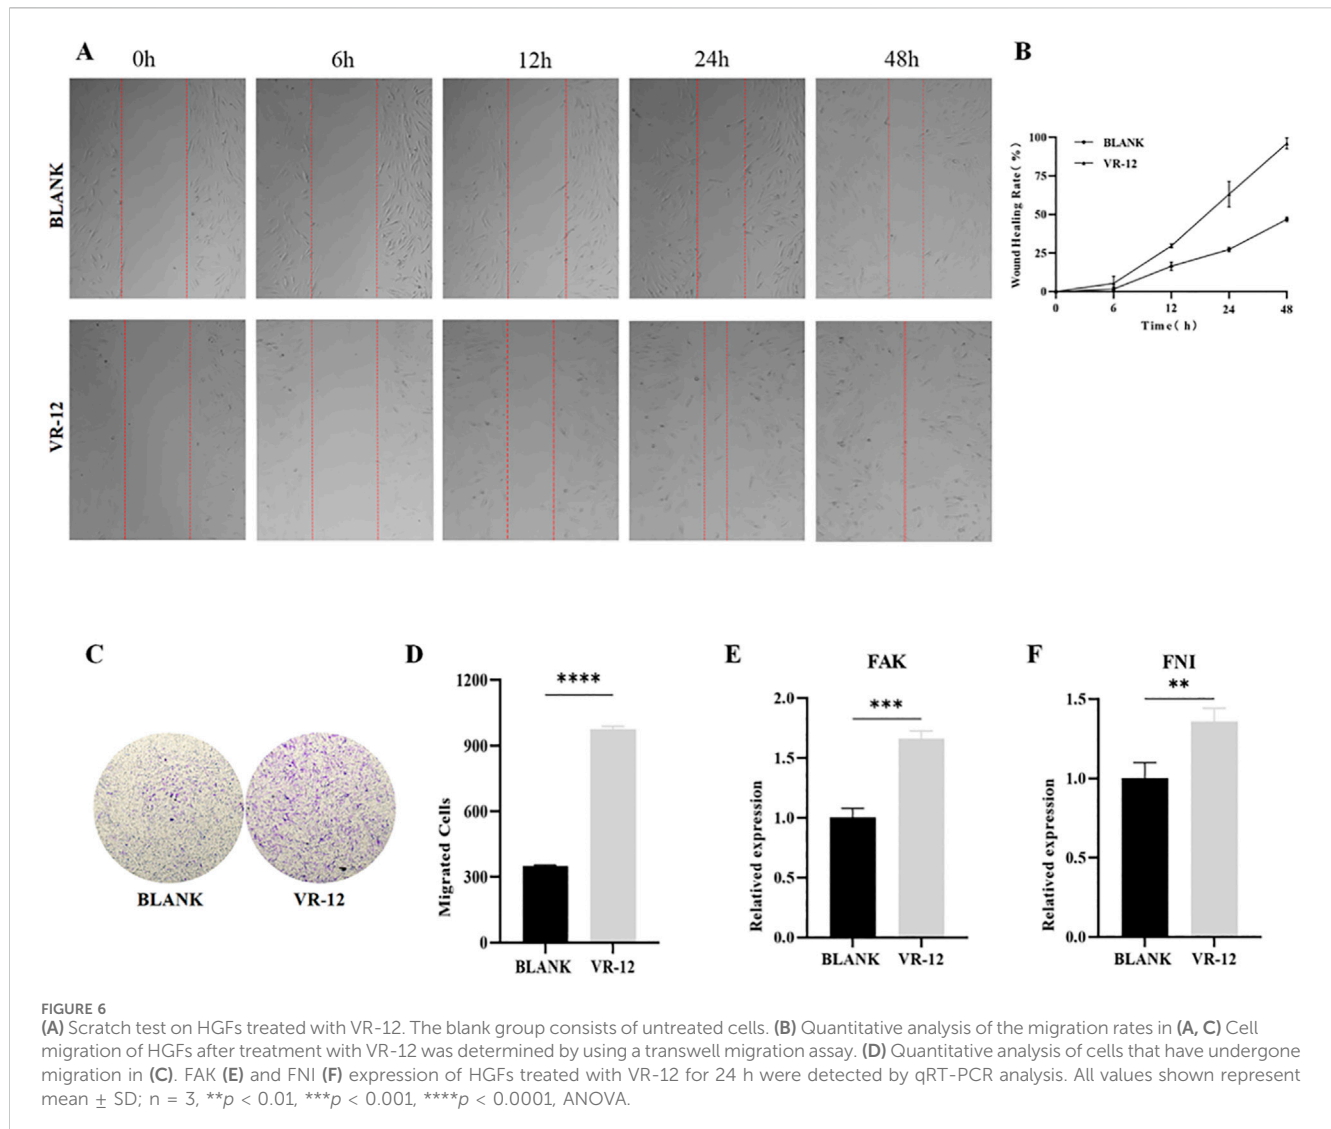 A
0h 6h 12h 24h 48h
BLANK
VR-12
B
Wound Healing Rate( %)
100
75
50
25
0
BLANK
VR-12
0 6 12 24 48
Time( h)
C
BLANK VR-12
D
Migrated Cells
1200
900
600
300
0
****
BLANK VR-12
E
FAK
Relatived expression
2.0
1.5
1.0
0.5
0.0
***
BLANK VR-12
F
FNI
Relatived expression
1.5
1.0
0.5
0.0
**
BLANK VR-12
FIGURE 6
(A) Scratch test on HGFs treated with VR-12. The blank group consists of untreated cells. (B) Quantitative analysis of the migration rates in (A, C) Cell
migration of HGFs after treatment with VR-12 was determined by using a transwell migration assay. (D) Quantitative analysis of cells that have undergone
migration in (C). FAK (E) and FNI (F) expression of HGFs treated with VR-12 for 24 h were detected by qRT-PCR analysis. All values shown represent
mean ± SD; n = 3, **p < 0.01, ***p < 0.001, ****p < 0.0001, ANOVA.